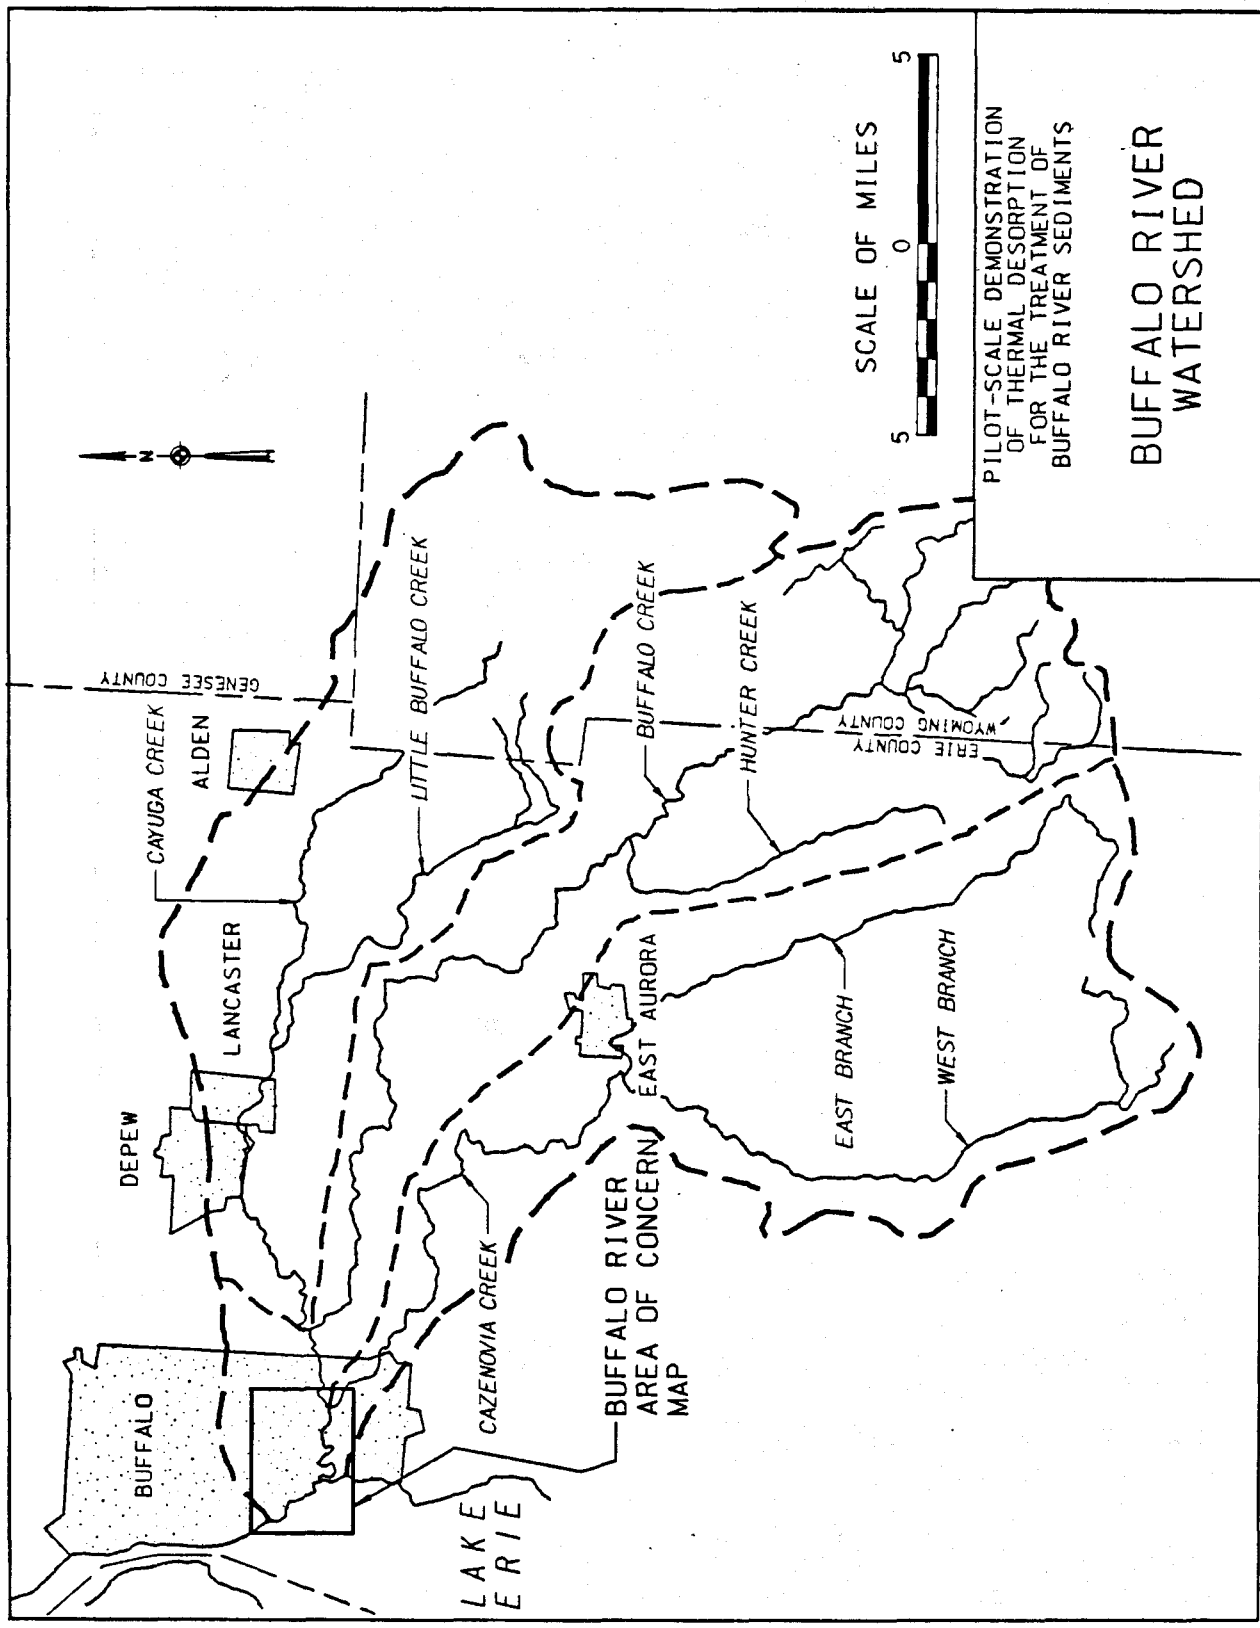 BUFFALO
DEPEW
LANCASTER
CAYUGA CREEK
ALDEN
GENESEE COUNTY
N
LITTLE BUFFALO CREEK
LAKE
ERIE
CAZENOVIA CREEK
BUFFALO RIVER
AREA OF CONCERN
MAP
EAST AURORA
BUFFALO CREEK
HUNTER CREEK
ERIE COUNTY
WYOMING COUNTY
EAST BRANCH
WEST BRANCH
SCALE OF MILES
5 0 5
PILOT-SCALE DEMONSTRATION
OF THERMAL DESORPTION
FOR THE TREATMENT OF
BUFFALO RIVER SEDIMENTS
BUFFALO RIVER
WATERSHED